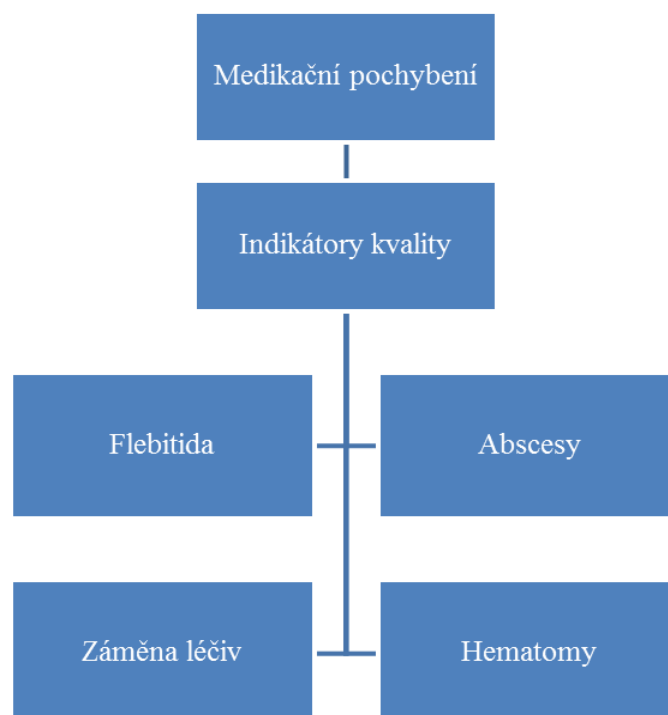 Medikační pochybení
Indikátory kvality
Flebitida
Abscesy
Záměna léčiv
Hematomy